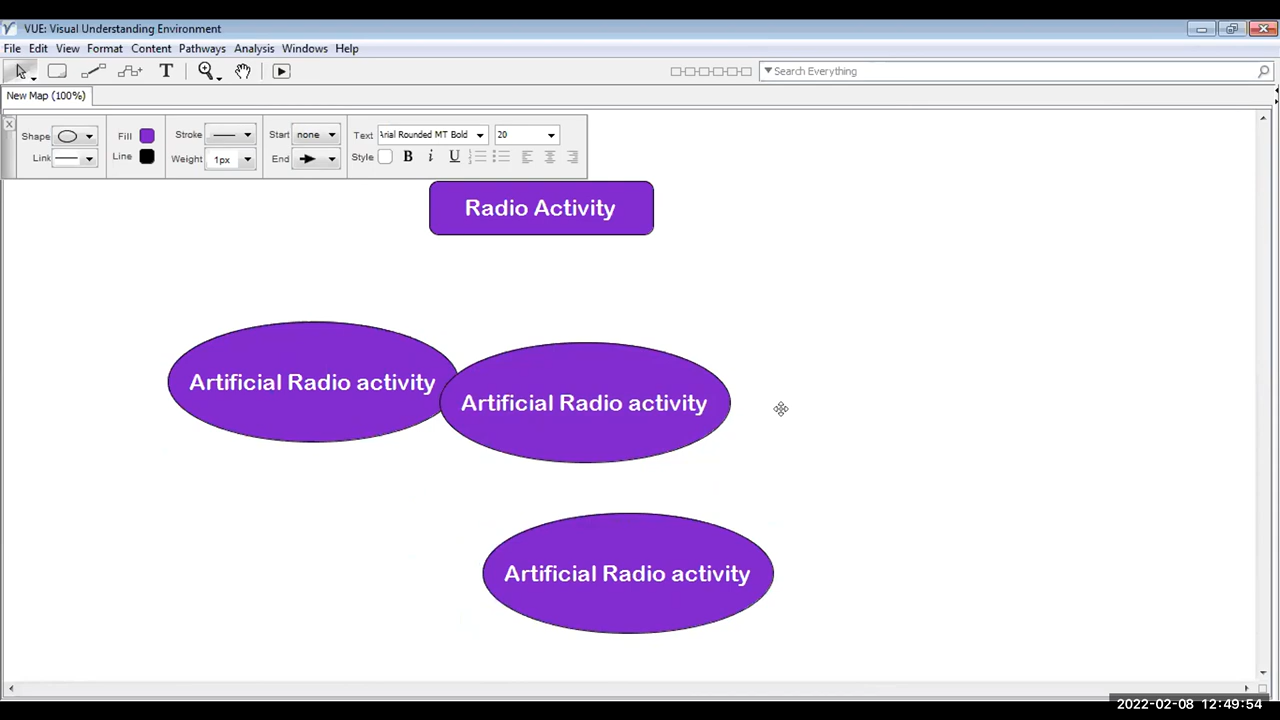 VUE: Visual Understanding Environment
File Edit View Format Content Pathways Analysis Windows Help
T Search Everything
New Map (100%)
Shape Fill Stroke Start none Text Arial Rounded MT Bold 20
Link Line Weight 1px End Style B i U
Radio Activity
Artificial Radio activity
Artificial Radio activity
Artificial Radio activity
2022-02-08 12:49:54